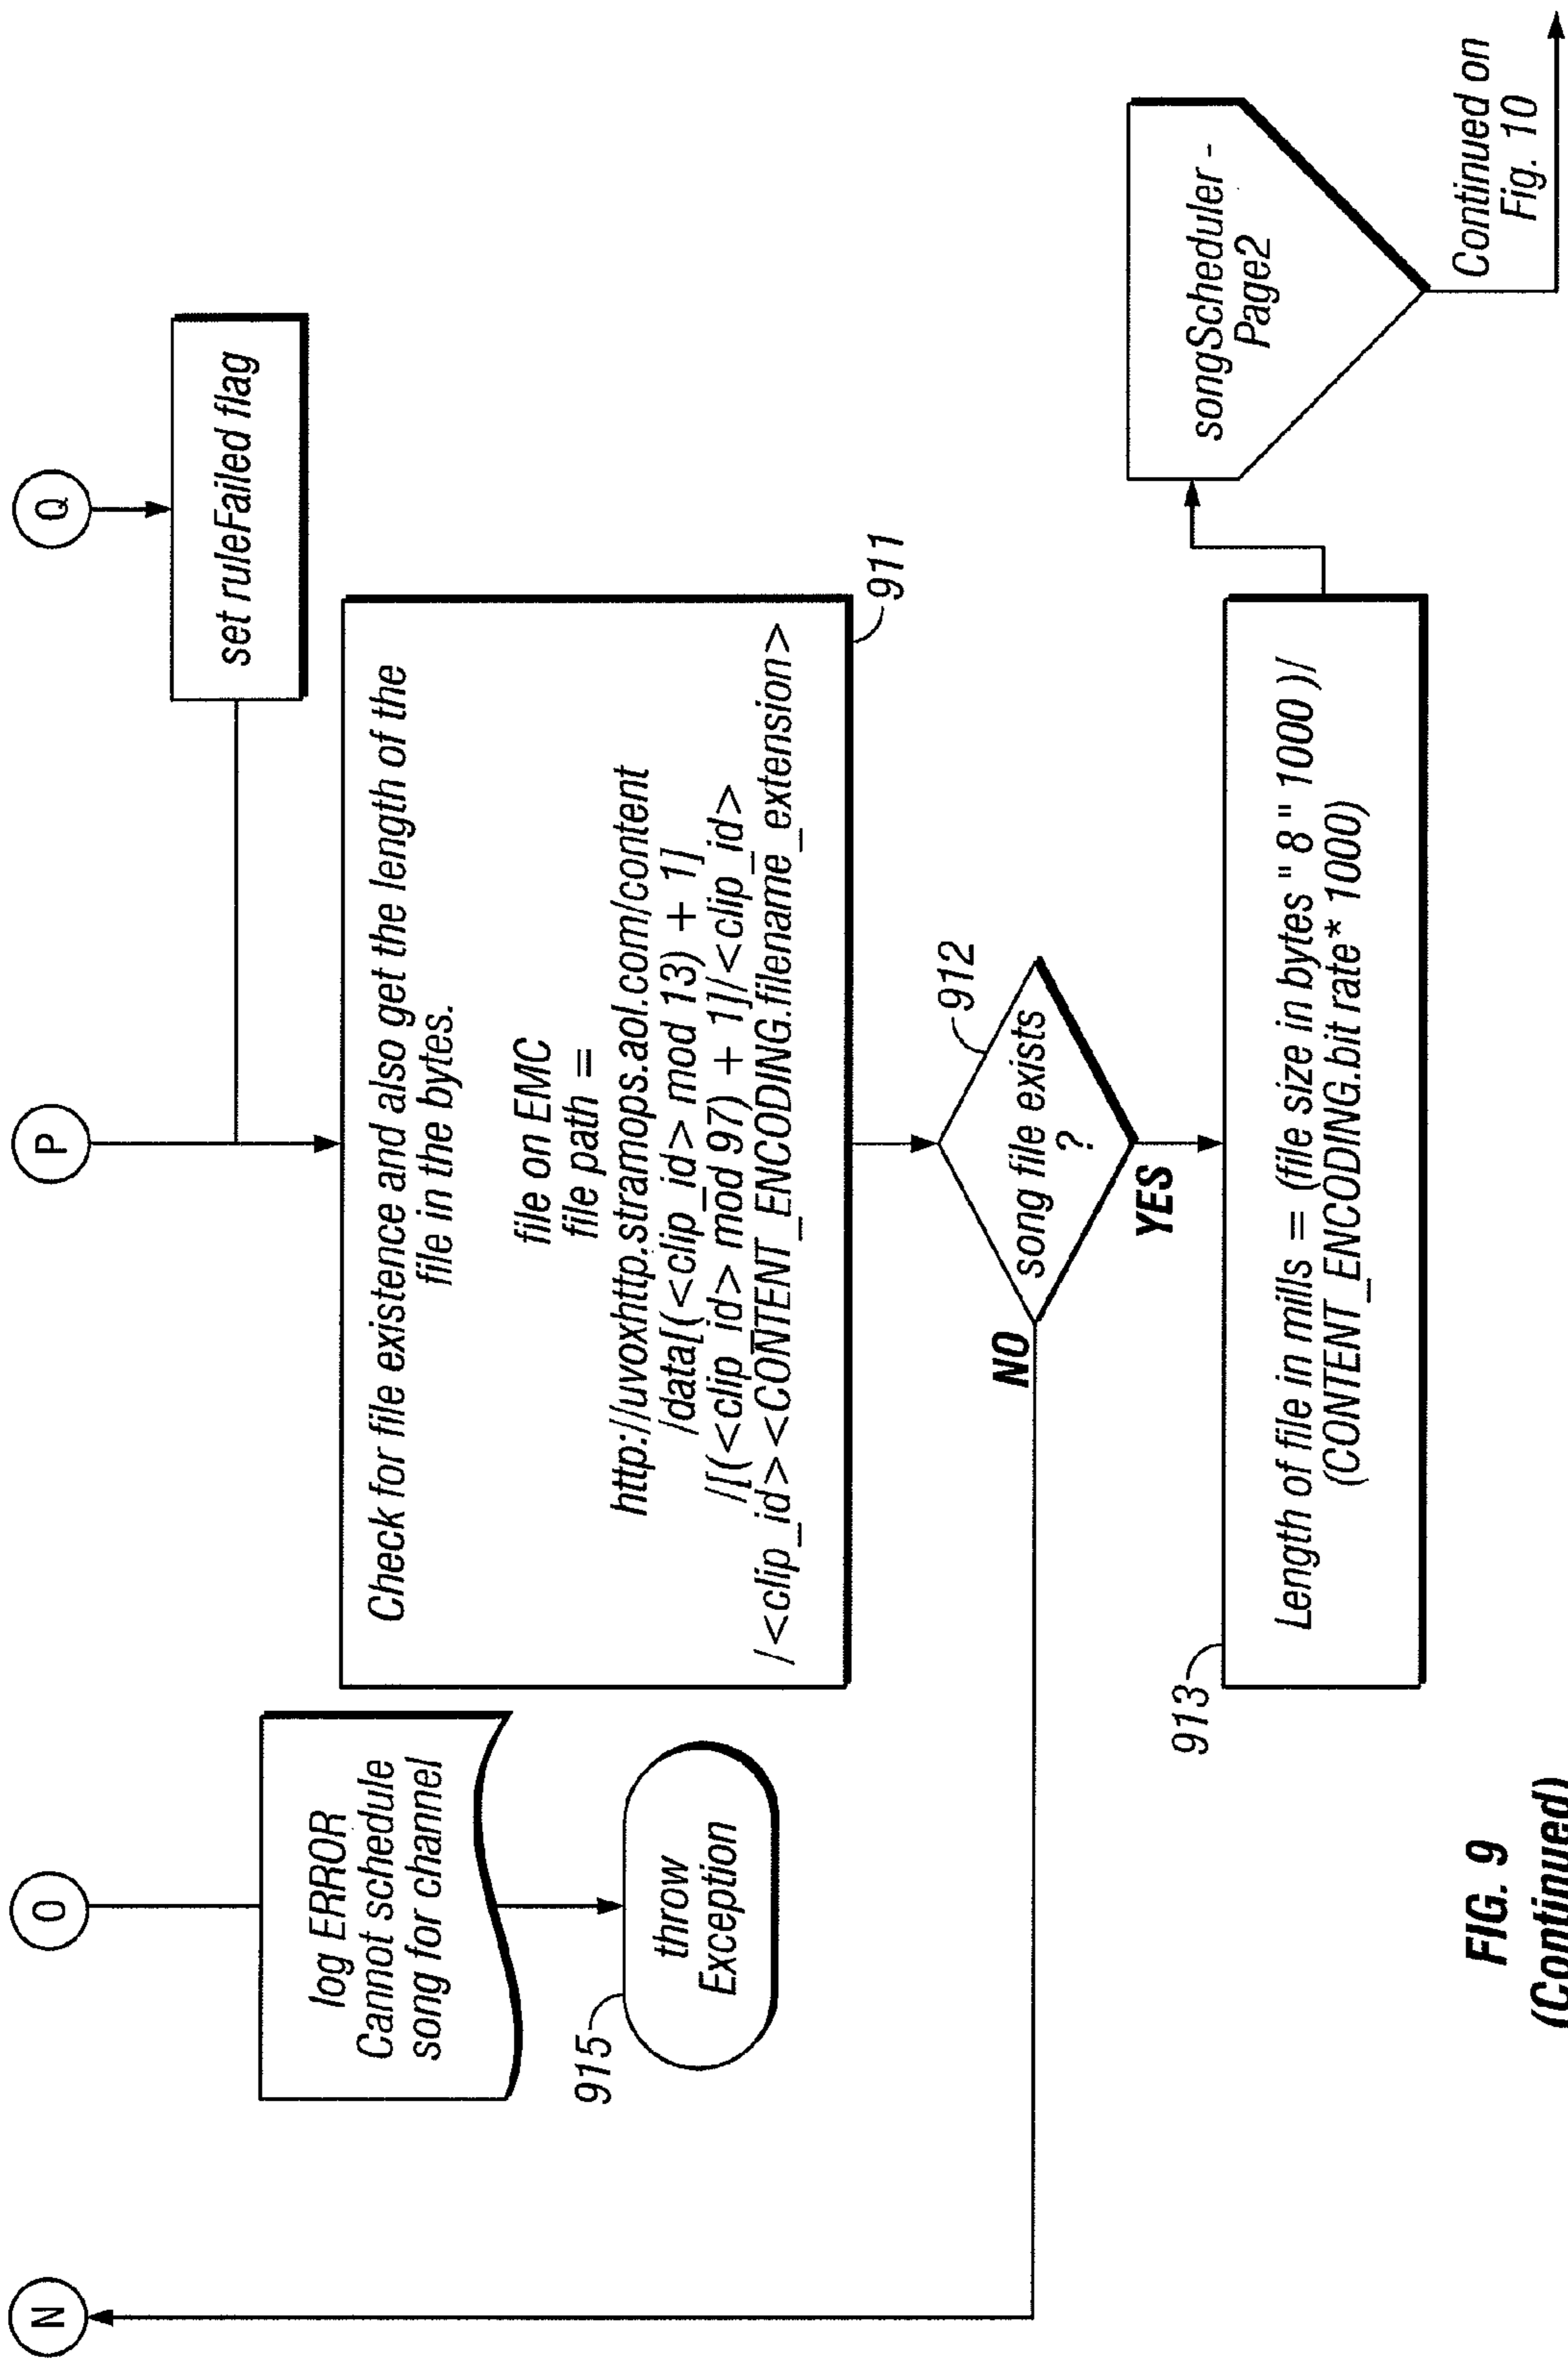 N
O
P
Q
set ruleFailed flag
log ERROR
Cannot schedule
song for channel
915
throw
Exception
Check for file existence and also get the length of the
file in the bytes.
file on EMC
file path =
http://uvoxhttp.stramops.aol.com/content
/data[(<clip_id> mod 13) + 1]
/[(<clip_id> mod 97) + 1]/<clip_id>
/<clip_id><CONTENT_ENCODING.filename_extension>
911
912
song file exists
?
NO
YES
913
Length of file in mills = (file size in bytes " 8 " 1000 )/
(CONTENT_ENCODING.bit rate* 1000)
songScheduler -
Page2
Continued on
Fig. 10
FIG. 9
(Continued)